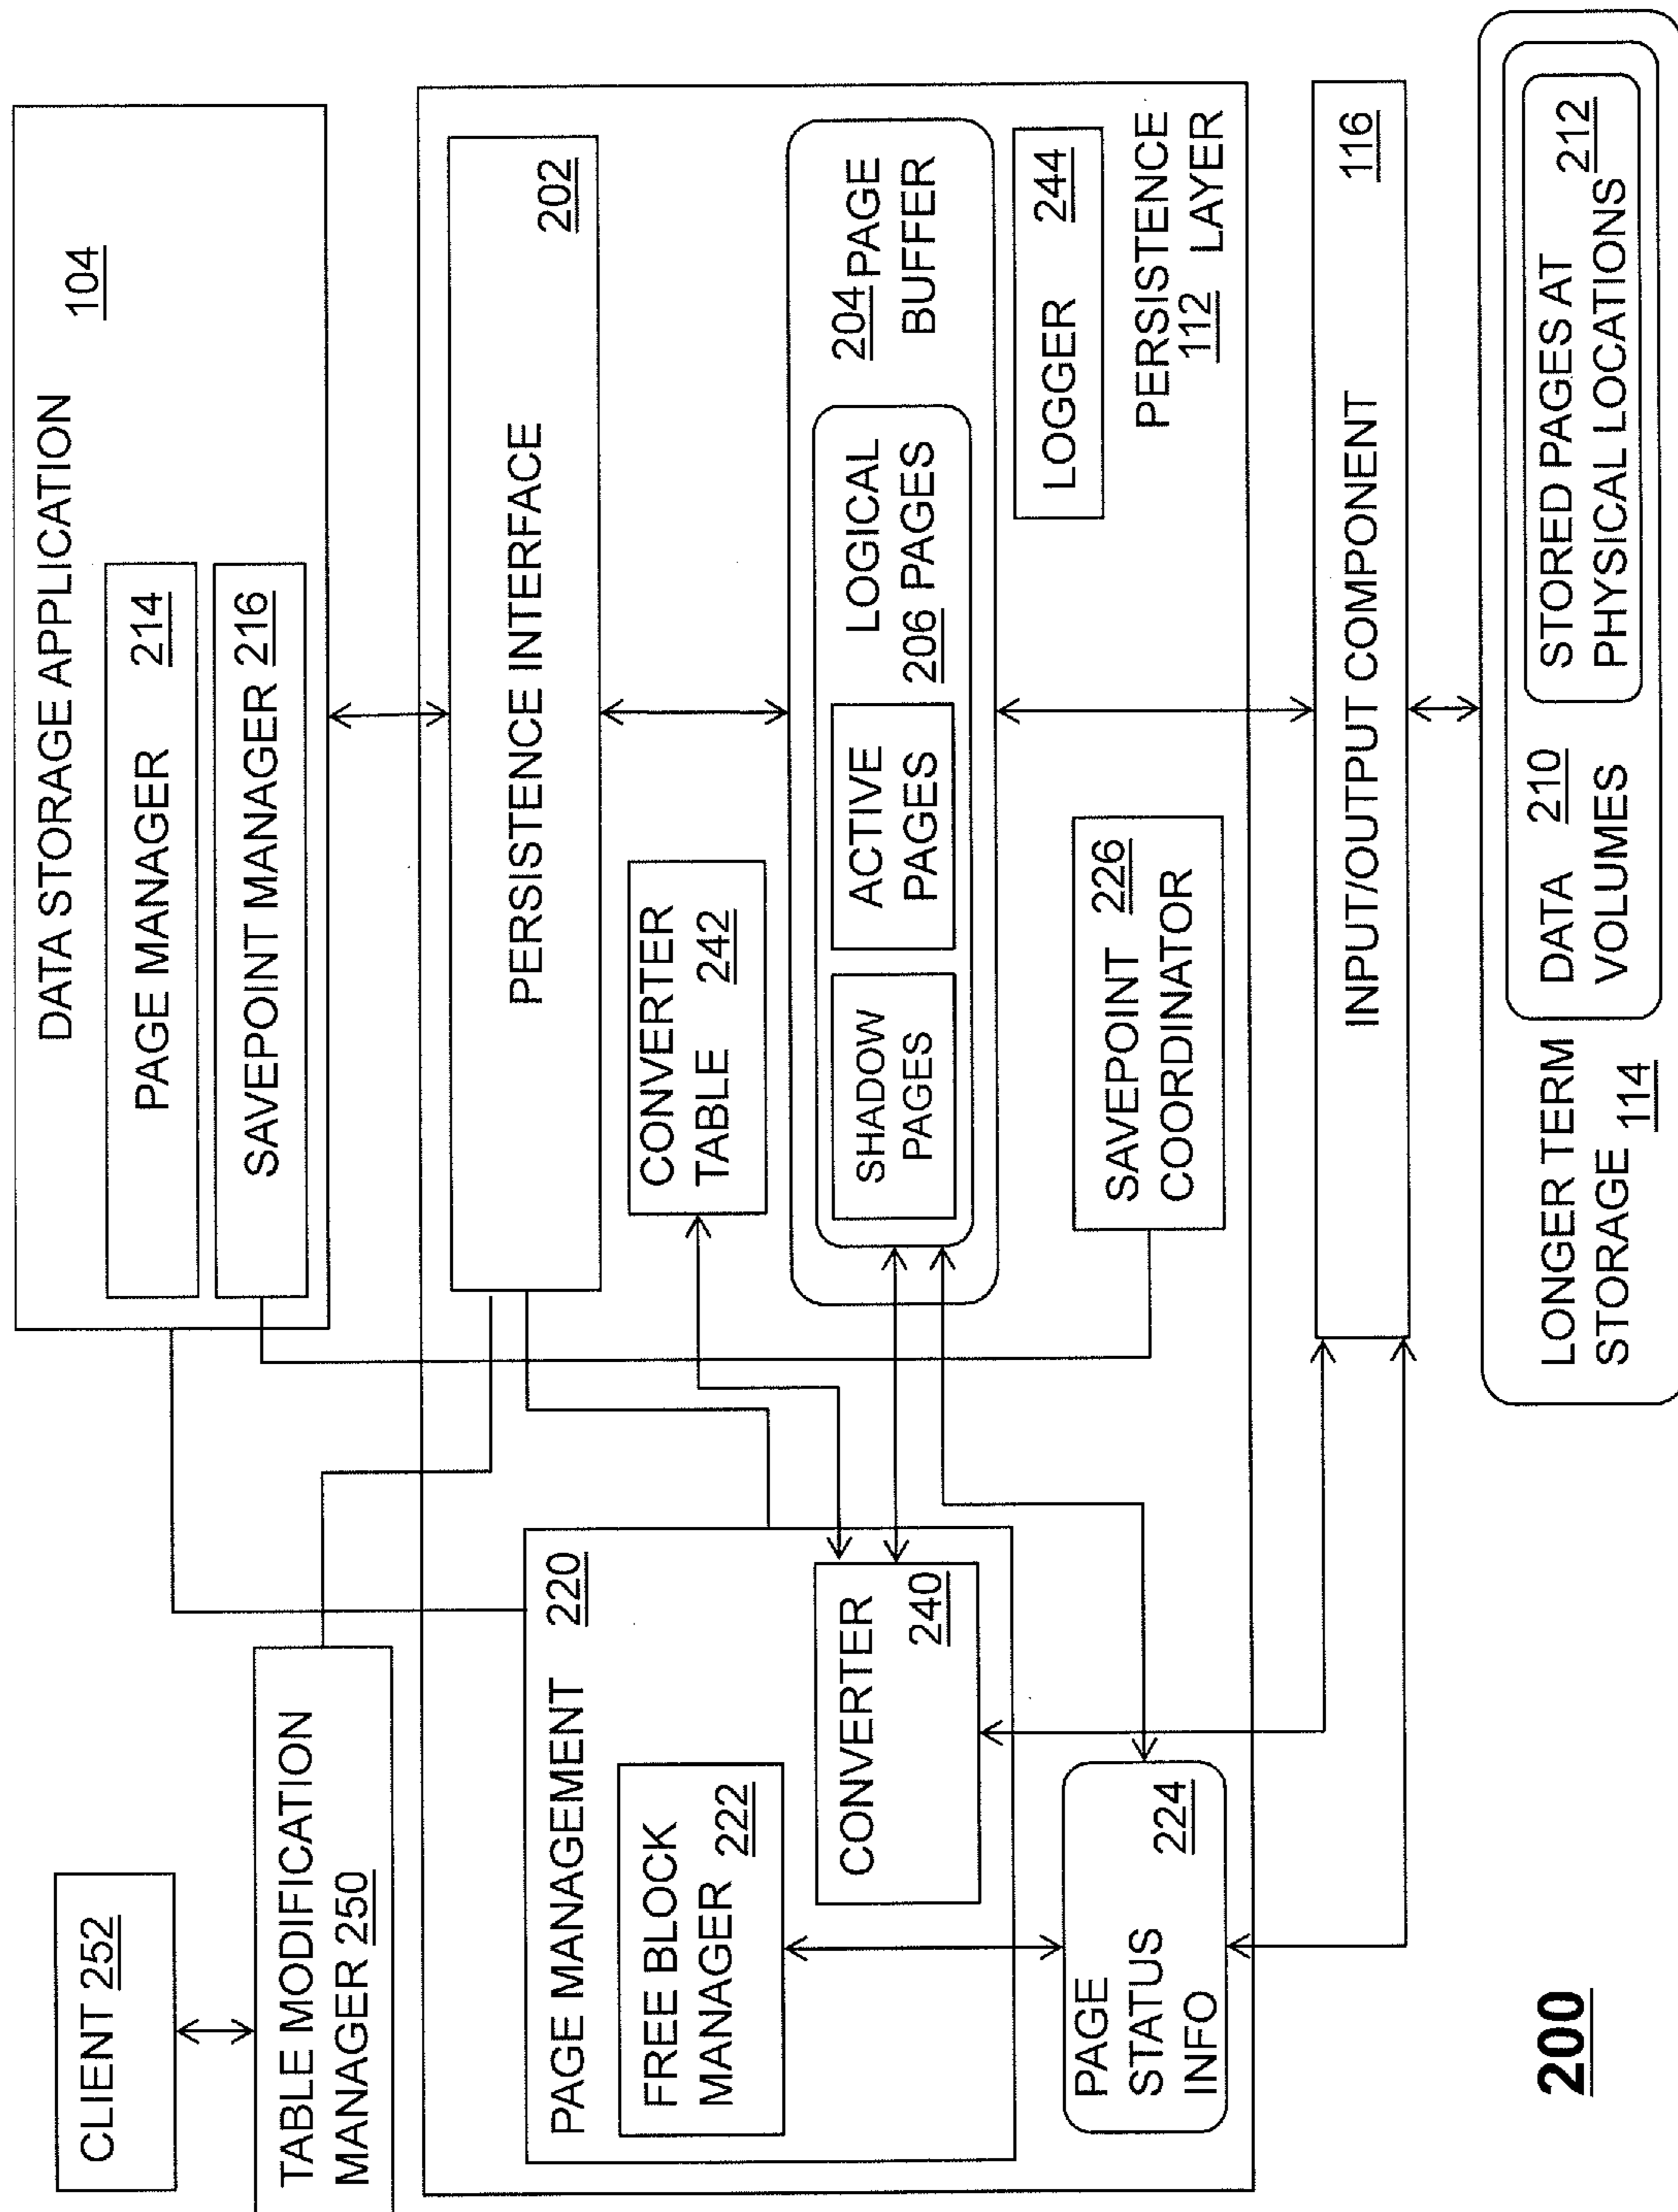 CLIENT 252
TABLE MODIFICATION
MANAGER 250
DATA STORAGE APPLICATION
104
PAGE MANAGER 214
SAVEPOINT MANAGER 216
PERSISTENCE INTERFACE
202
PAGE MANAGEMENT 220
FREE BLOCK
MANAGER 222
CONVERTER
240
CONVERTER
TABLE 242
204 PAGE
BUFFER
LOGICAL
206 PAGES
SHADOW
PAGES
ACTIVE
PAGES
PAGE
STATUS 224
INFO
SAVEPOINT 226
COORDINATOR
LOGGER 244
PERSISTENCE
112 LAYER
INPUT/OUTPUT COMPONENT 116
LONGER TERM
STORAGE 114
DATA 210
VOLUMES
STORED PAGES AT
PHYSICAL LOCATIONS 212
200